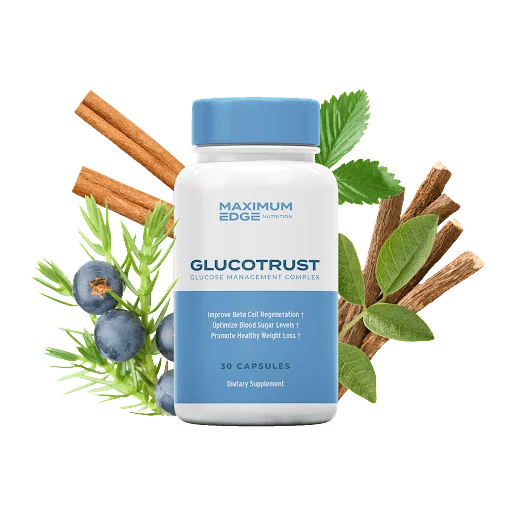 MAXIMUM
EDGE NUTRITION
GLUCOTRUST
GLUCOSE MANAGEMENT COMPLEX
Improve Beta Cell Regeneration †
Optimize Blood Sugar Levels †
Promote Healthy Weight Loss †
30 CAPSULES
Dietary Supplement